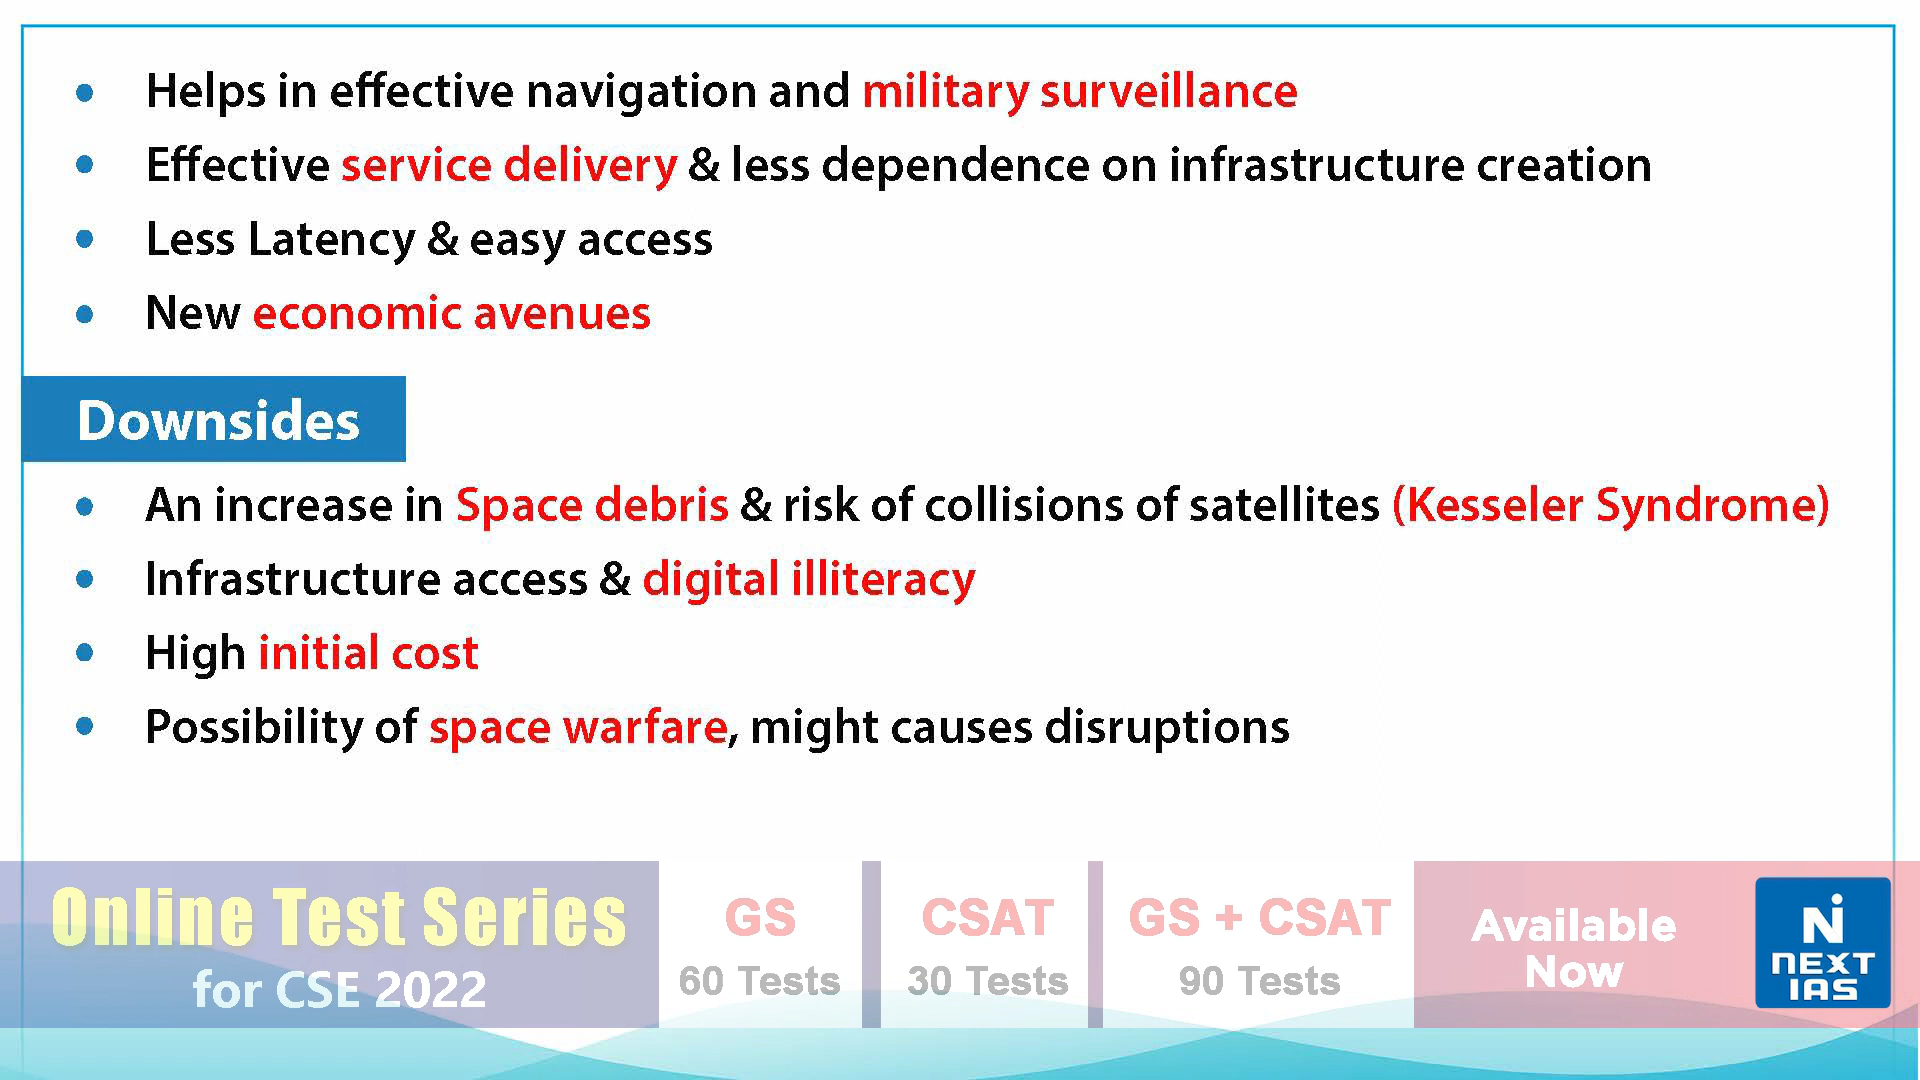 • Helps in effective navigation and military surveillance
• Effective service delivery & less dependence on infrastructure creation
• Less Latency & easy access
• New economic avenues
Downsides
• An increase in Space debris & risk of collisions of satellites (Kesseler Syndrome)
• Infrastructure access & digital illiteracy
• High initial cost
• Possibility of space warfare, might causes disruptions
Online Test Series
for CSE 2022
GS
60 Tests
CSAT
30 Tests
GS + CSAT
90 Tests
Available
Now
N
NEXT
IAS